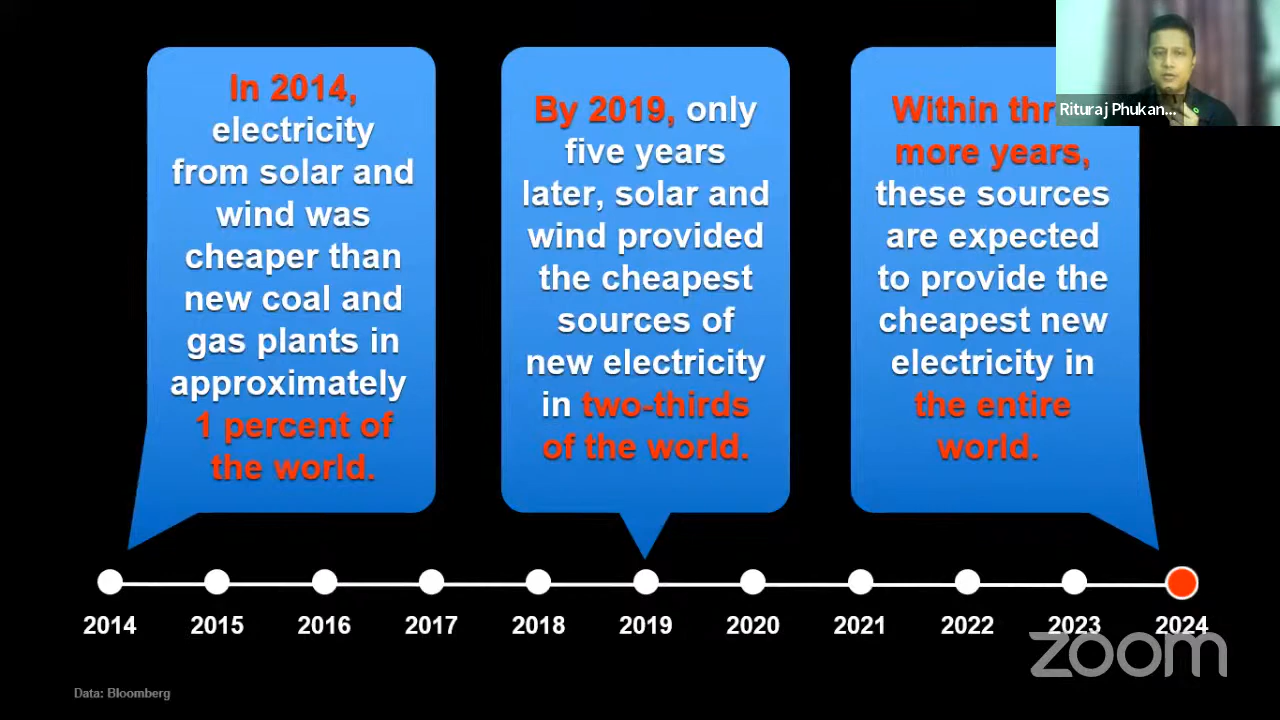 In 2014,
electricity
from solar and
wind was
cheaper than
new coal and
gas plants in
approximately
1 percent of
the world.
By 2019, only
five years
later, solar and
wind provided
the cheapest
sources of
new electricity
in two-thirds
of the world.
Within
more years,
these sources
are expected
to provide the
cheapest new
electricity in
the entire
world.
Rituraj Phukan...
2014 2015 2016 2017 2018 2019 2020 2021 2022 2023 2024
zoom
Data: Bloomberg